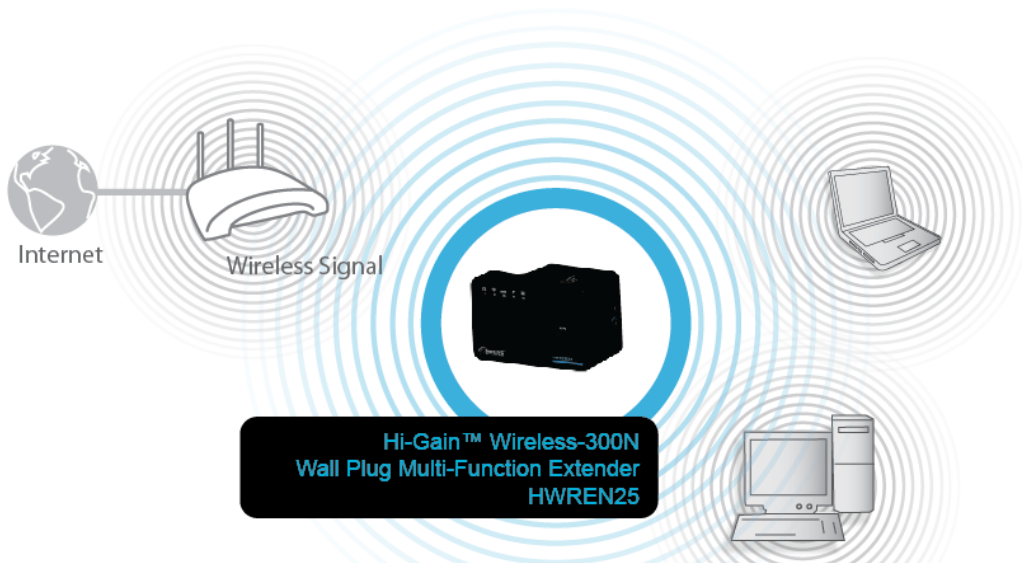 Internet
Wireless Signal
Hi-Gain™ Wireless-300N
Wall Plug Multi-Function Extender
HWREN25